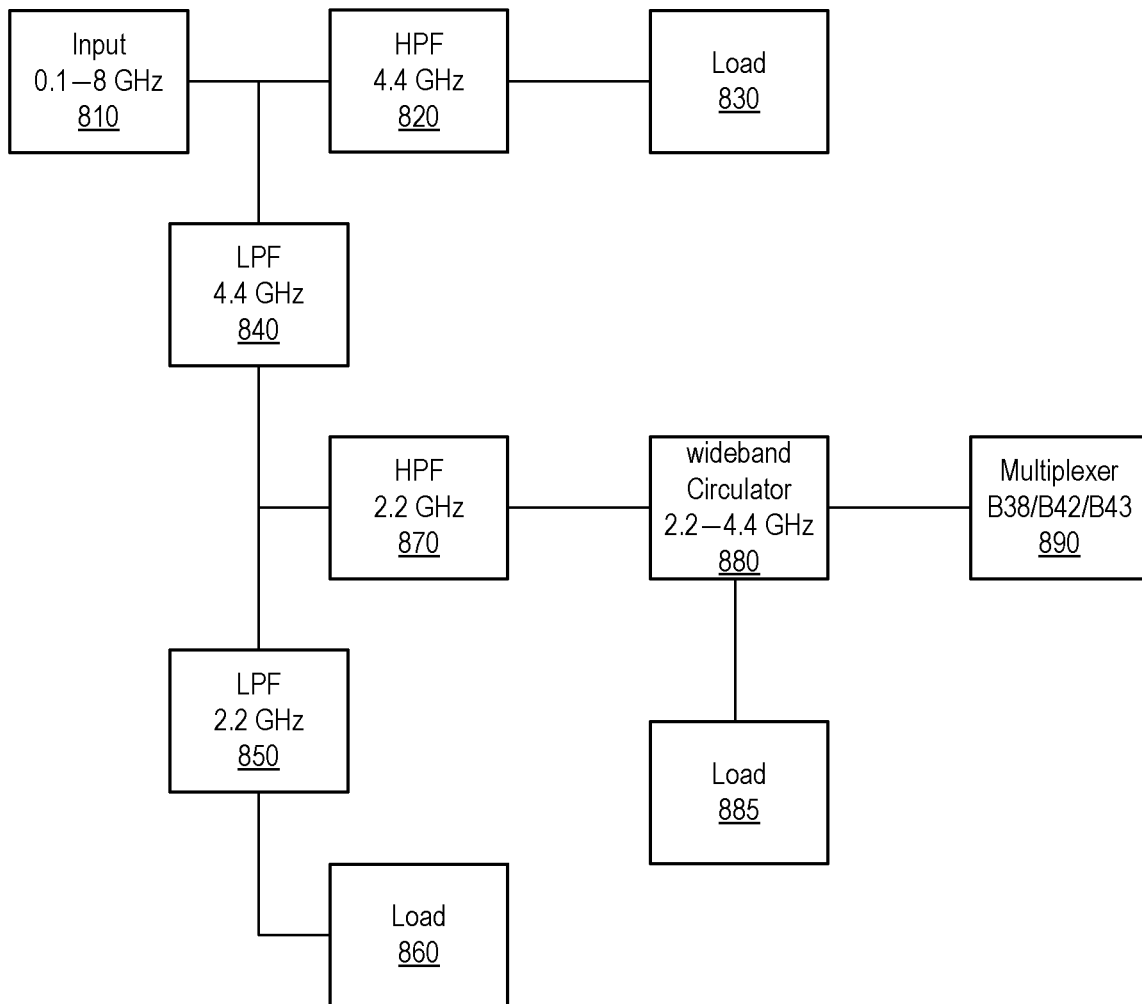 Input
0.1–8 GHz
810
HPF
4.4 GHz
820
Load
830
LPF
4.4 GHz
840
HPF
2.2 GHz
870
wideband
Circulator
2.2–4.4 GHz
880
Multiplexer
B38/B42/B43
890
LPF
2.2 GHz
850
Load
885
Load
860